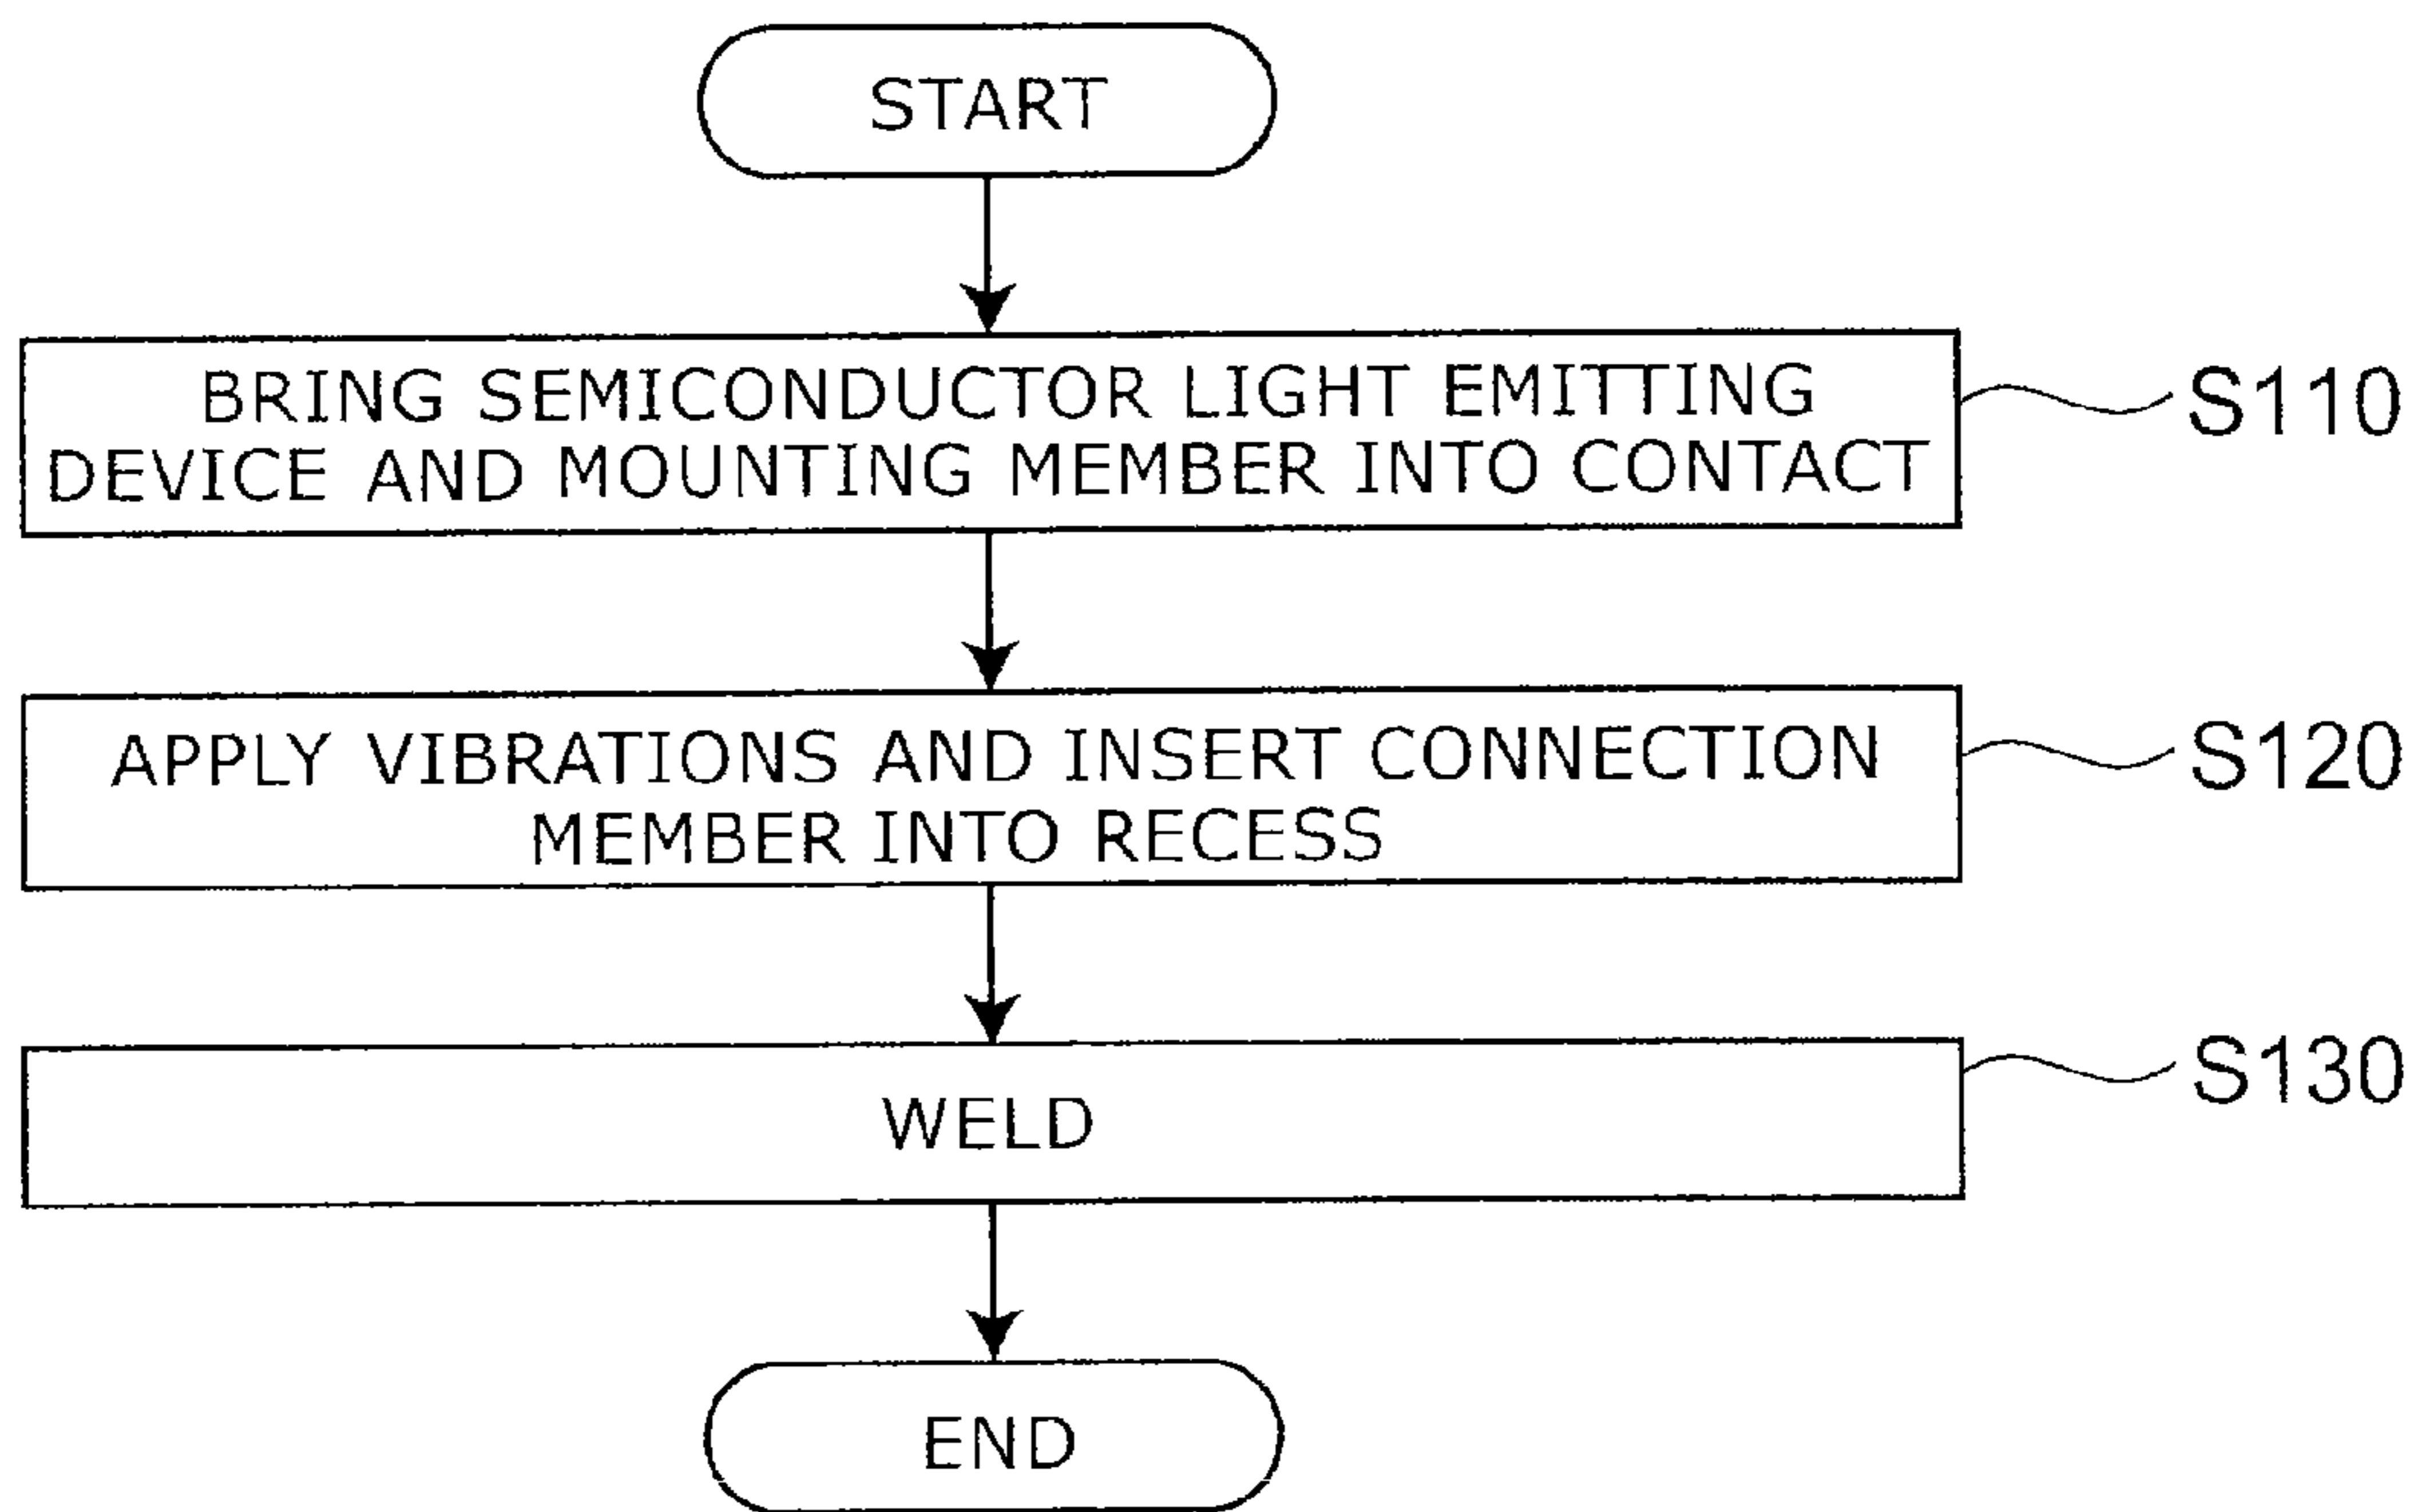 START
BRING SEMICONDUCTOR LIGHT EMITTING
DEVICE AND MOUNTING MEMBER INTO CONTACT
S110
APPLY VIBRATIONS AND INSERT CONNECTION
MEMBER INTO RECESS
S120
WELD
S130
END